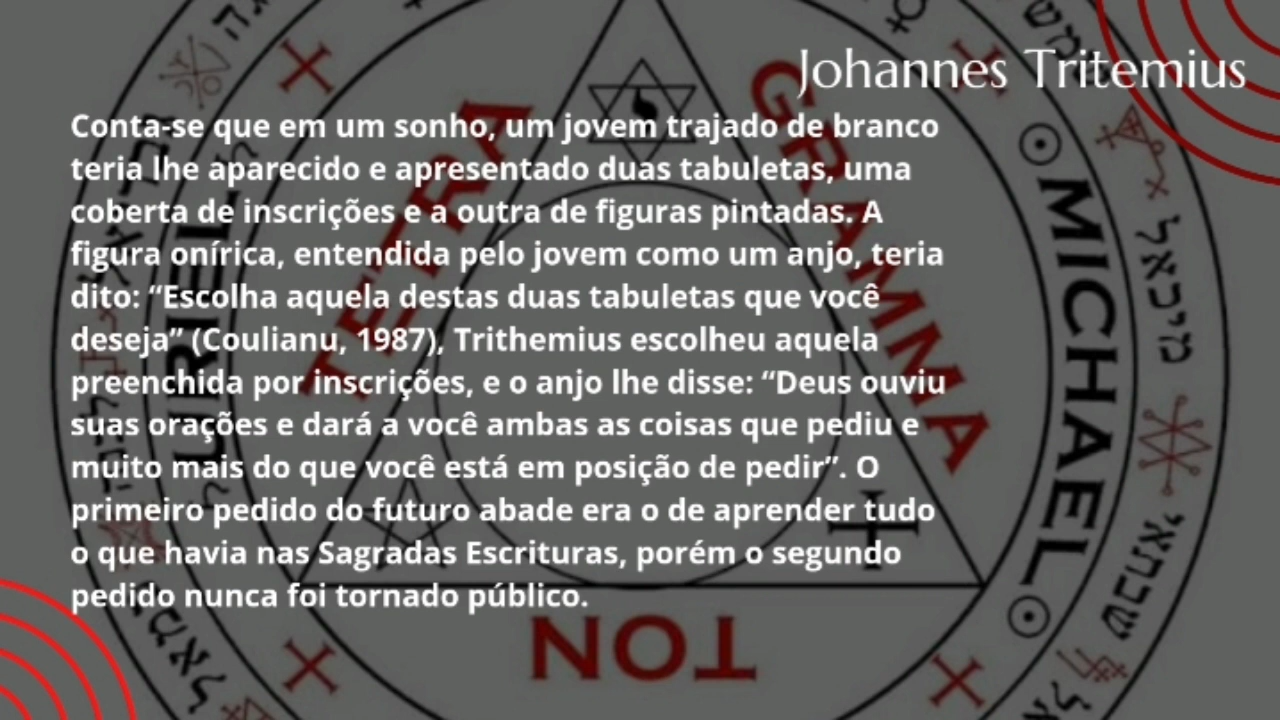 Johannes Tritemius
Conta-se que em um sonho, um jovem trajado de branco
teria lhe aparecido e apresentado duas tabuletas, uma
coberta de inscrições e a outra de figuras pintadas. A
figura onírica, entendida pelo jovem como um anjo, teria
dito: “Escolha aquela destas duas tabuletas que você
deseja” (Coulianu, 1987), Trithemius escolheu aquela
preenchida por inscrições, e o anjo lhe disse: “Deus ouviu
suas orações e dará a você ambas as coisas que pediu e
muito mais do que você está em posição de pedir”. O
primeiro pedido do futuro abade era o de aprender tudo
o que havia nas Sagradas Escrituras, porém o segundo
pedido nunca foi tornado público.
TETRA
GRAMMA
TON
MICHAEL
URIEL
מיכאל